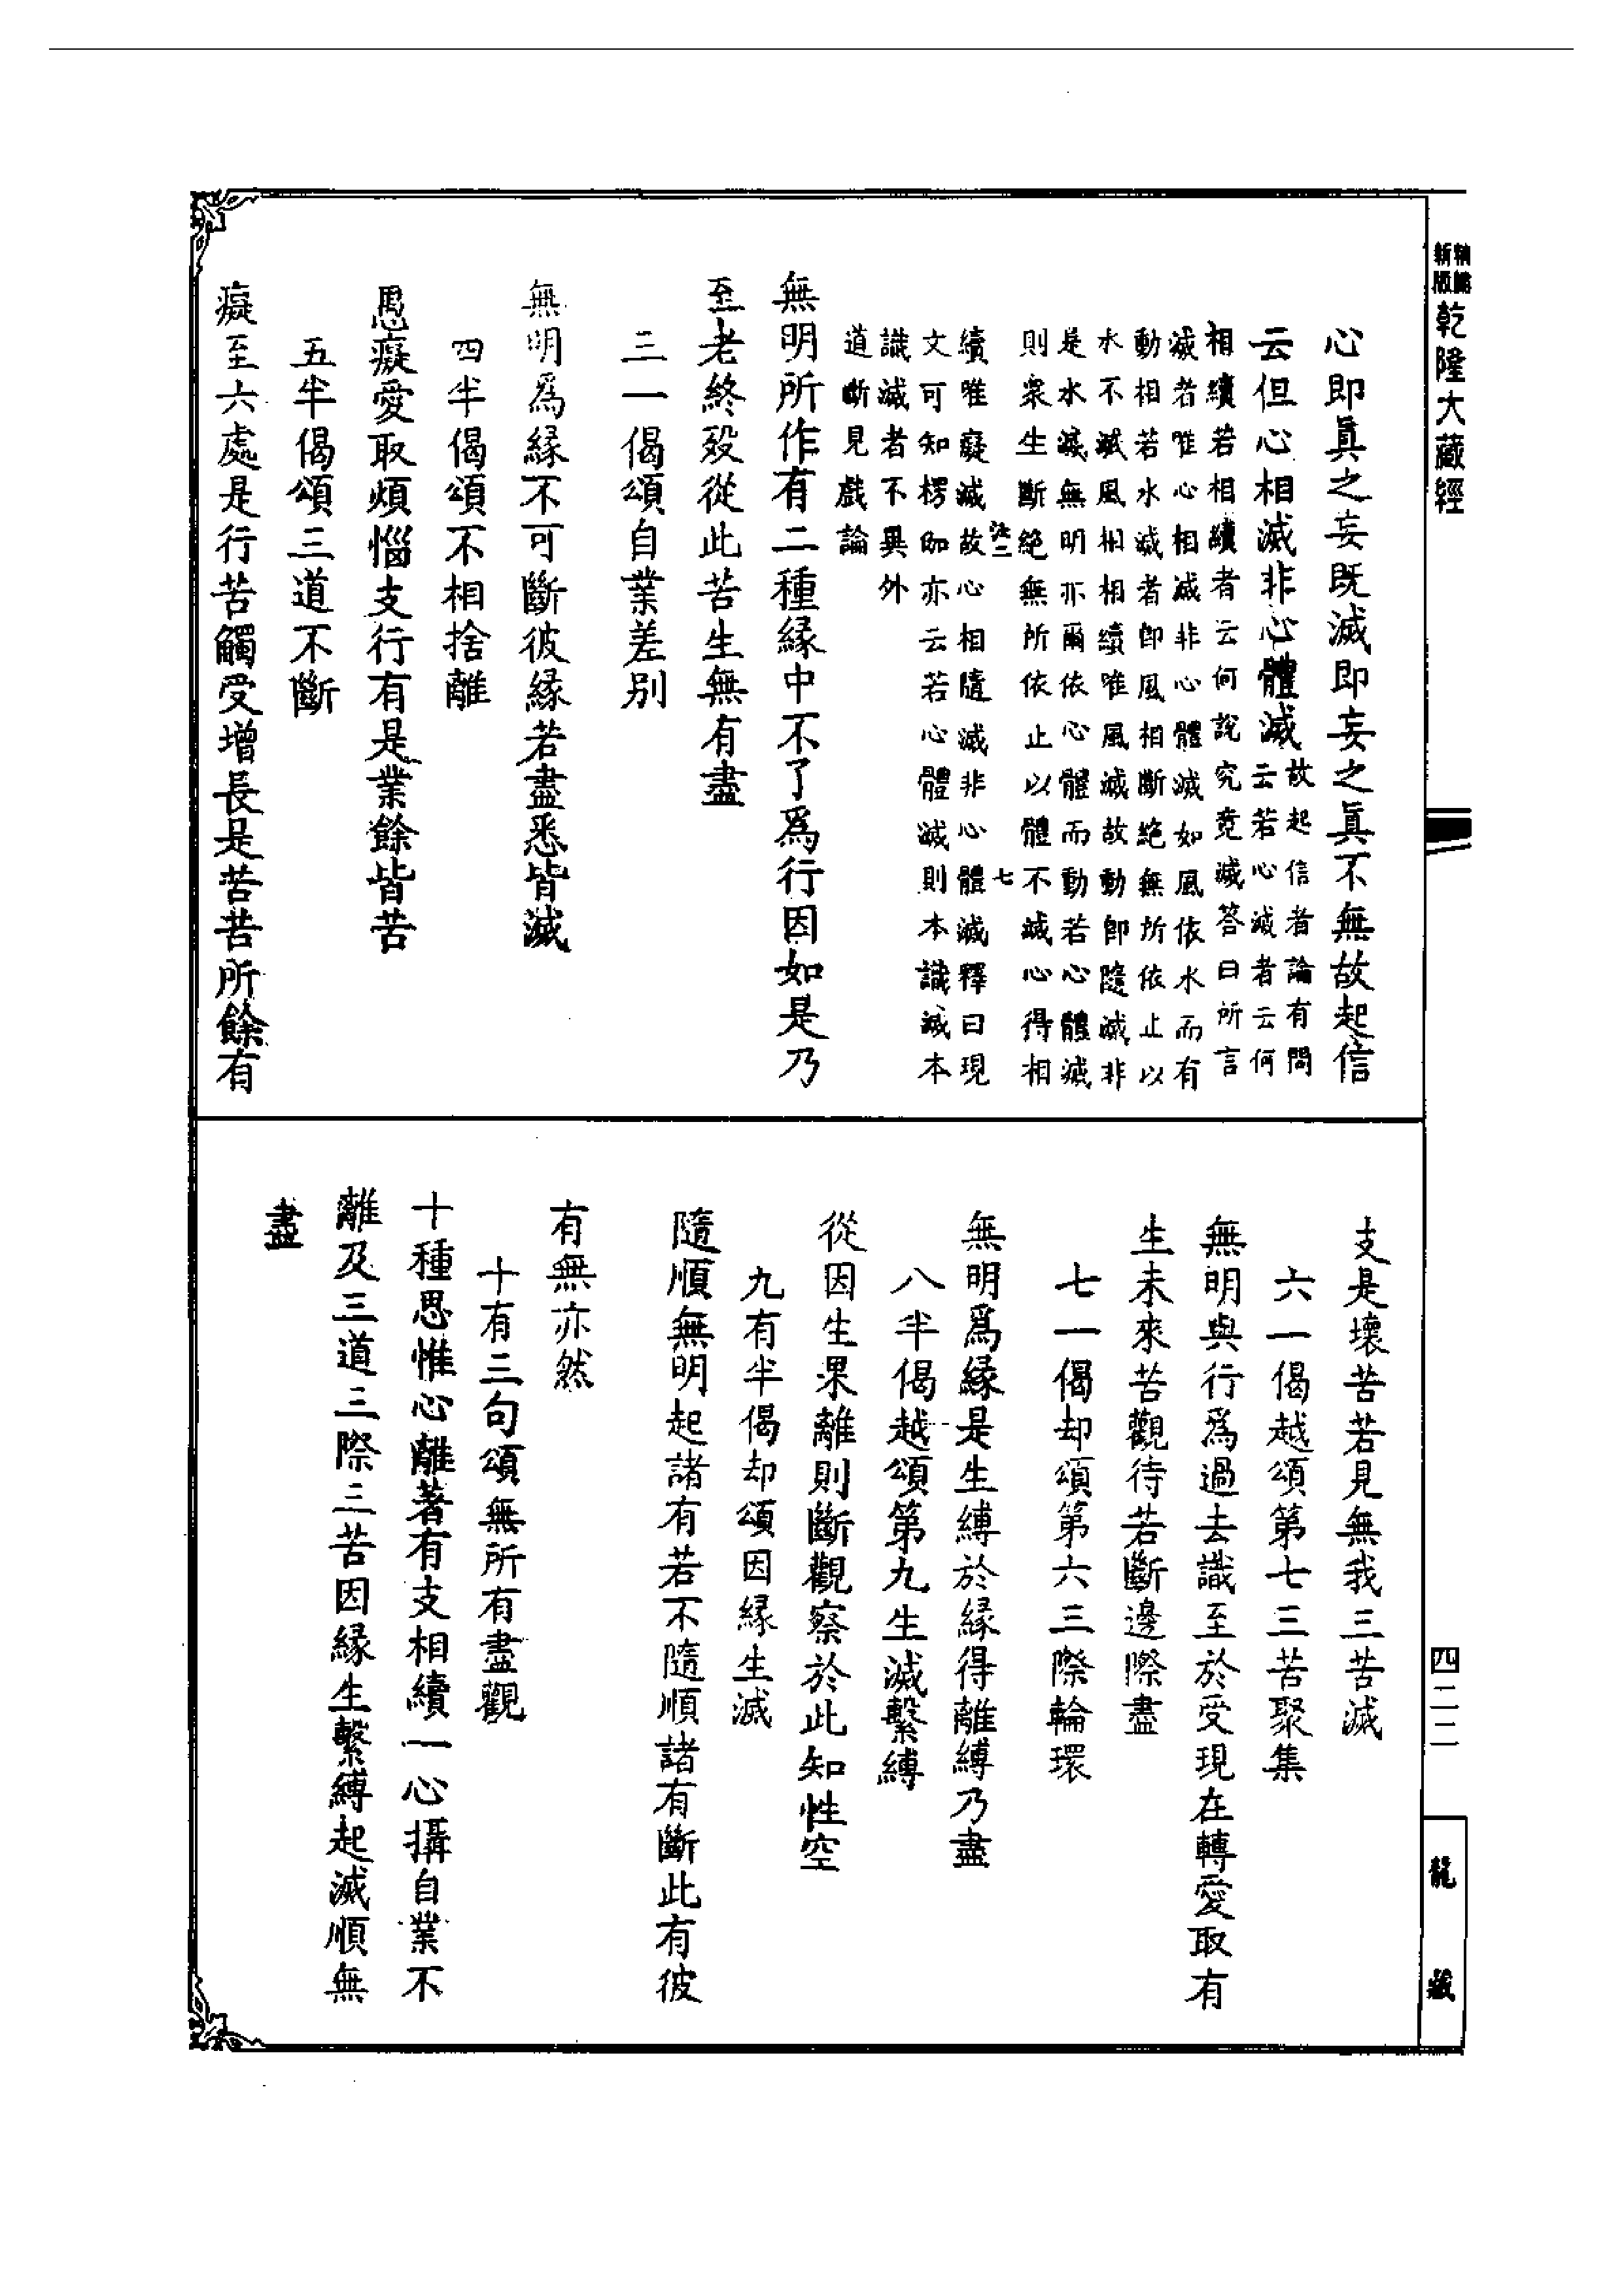 精鐫
新版
乾隆大藏經
心即眞之妄既滅即妄之眞不無故起信
云但心相滅非心體滅
故起信者論有問
云若心滅者云何
相續若相續者云何說究竟滅答曰所言
滅者唯心相滅非心體滅如風依水而有
動相若水滅者即風相斷絕無所依止以
水不滅風相相續唯風滅故動即隨滅非
是水滅無明亦爾依心體而動若心體滅
則衆生斷絕無所依止以體不滅心得相
七
續唯癡滅故心相隨滅非心體滅釋曰現
文可知楞伽亦云若心體滅則本識滅本
識滅者不異外
道斷見戲論
無明所作有二種緣中不了爲行因如是乃
至老終歿從此苦生無有盡
三一偈頌自業差別
無明爲緣不可斷彼緣若盡悉皆滅
四半偈頌不相捨離
愚癡愛取煩惱支行有是業餘皆苦
五半偈頌三道不斷
癡至六處是行苦觸受增長是苦苦所餘有
支是壞苦若見無我三苦滅
六一偈越頌第七三苦聚集
無明與行爲過去識至於受現在轉愛取有
生未來苦觀待若斷邊際盡
七一偈却頌第六三際輪環
無明爲緣是生縛於緣得離縛乃盡
八半偈越頌第九生滅繫縛
從因生果離則斷觀察於此知性空
九有半偈却頌因緣生滅
隨順無明起諸有若不隨順諸有斷此有彼
有無亦然
十有三句頌無所有盡觀
十種思惟心離著有支相續一心攝自業不
離及三道三際三苦因緣生繫縛起滅順無
盡
四二二
龍藏